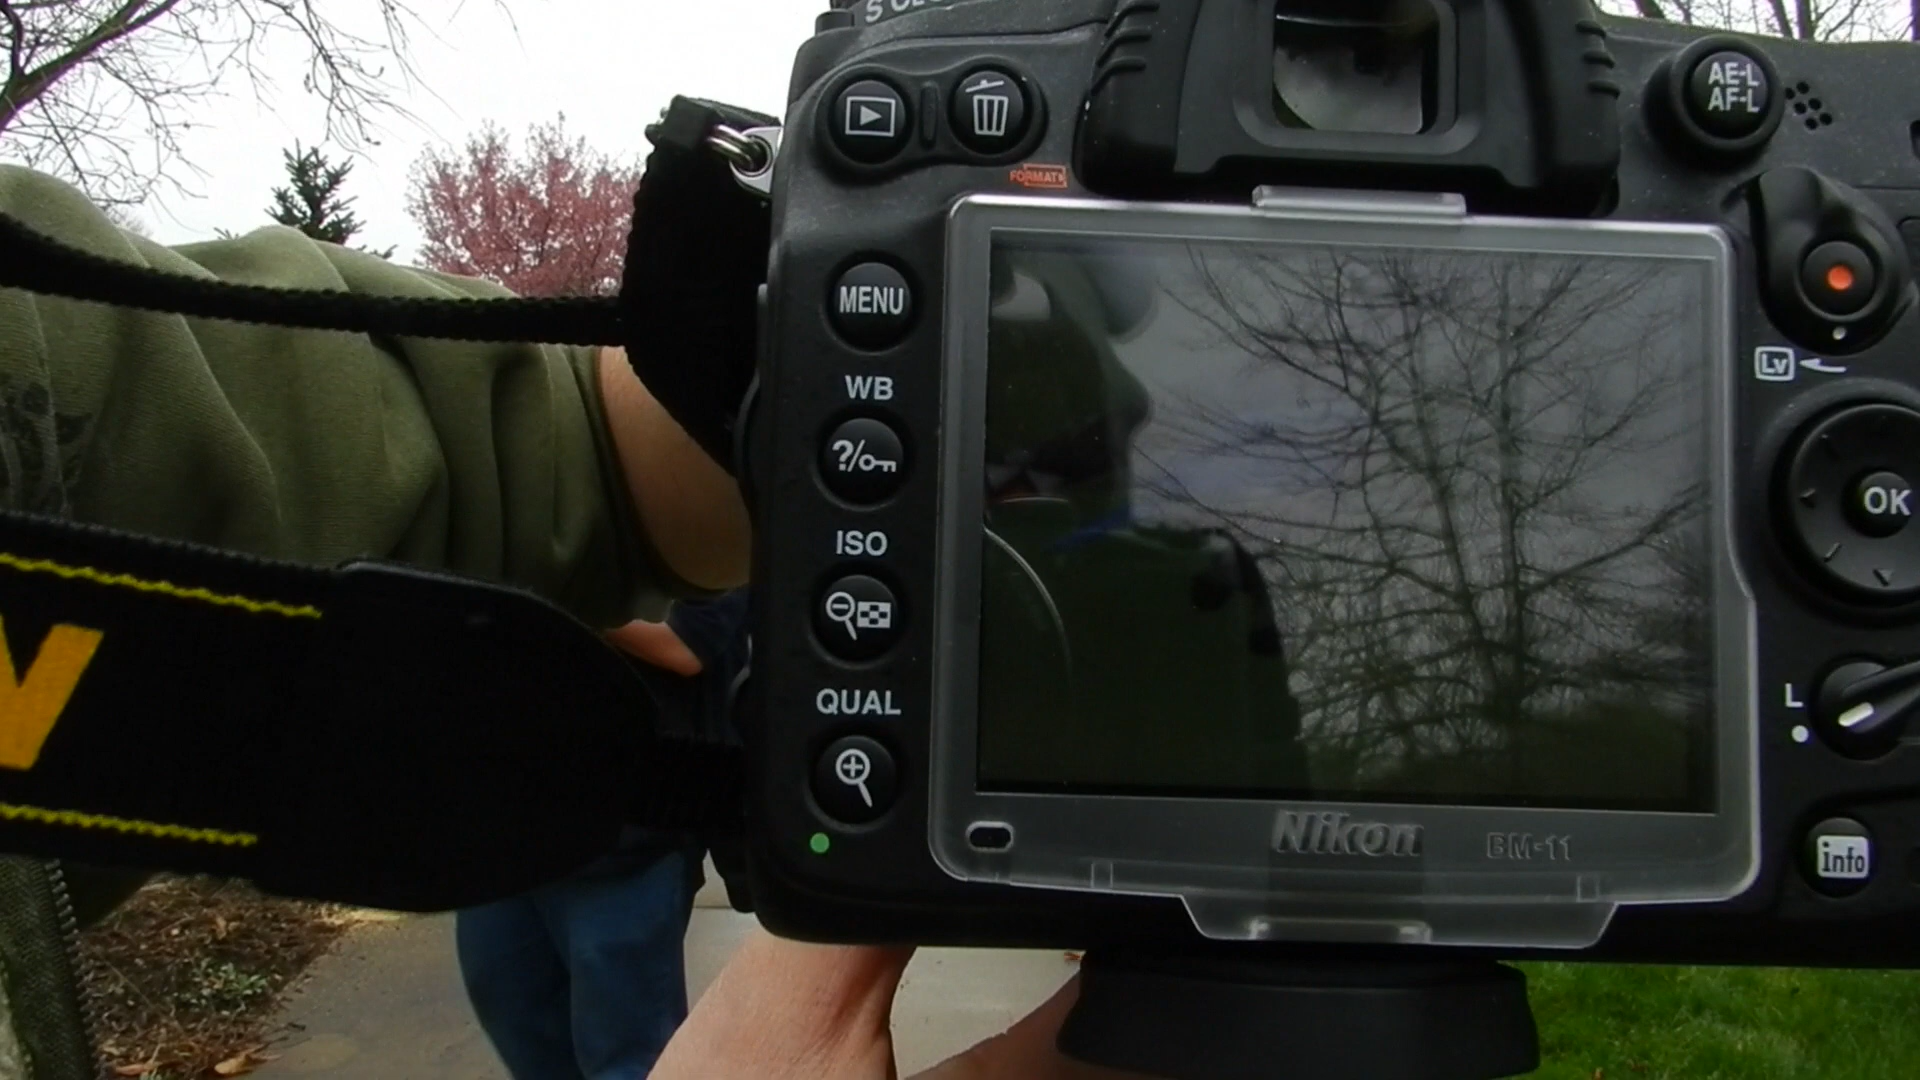 S
AE-L
AF-L
FORMAT
MENU
WB
?/
Lv
ISO
OK
QUAL
L
Nikon BM-11
info